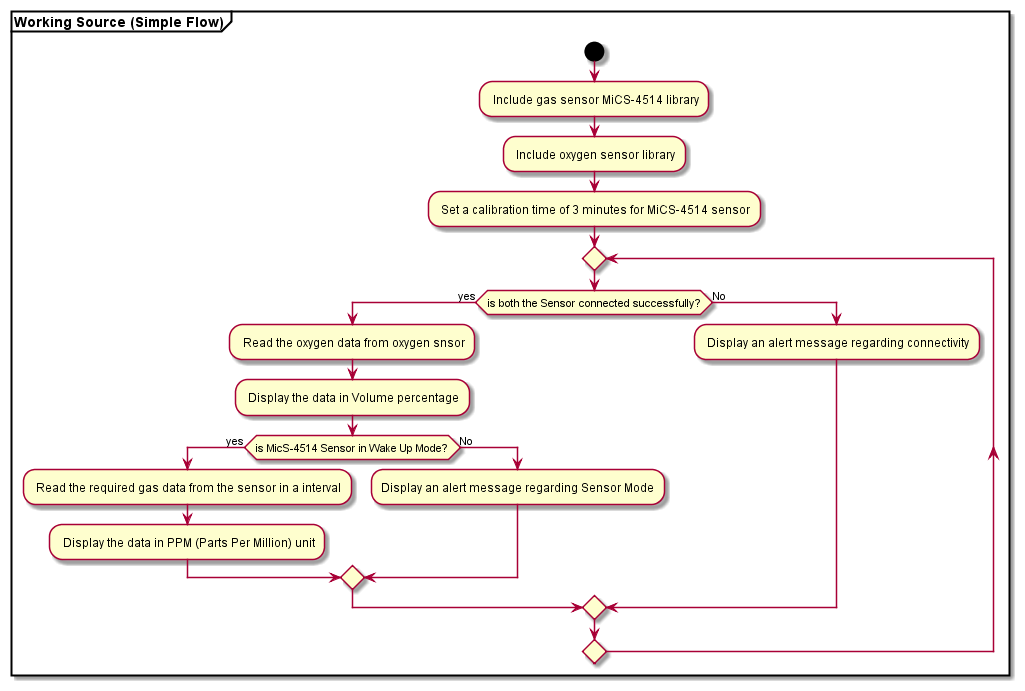 Working Source (Simple Flow)
Include gas sensor MiCS-4514 library
Include oxygen sensor library
Set a calibration time of 3 minutes for MiCS-4514 sensor
yes
is both the Sensor connected successfully?
No
Read the oxygen data from oxygen snsor
Display an alert message regarding connectivity
Display the data in Volume percentage
yes
is MicS-4514 Sensor in Wake Up Mode?
No
Read the required gas data from the sensor in a interval
Display an alert message regarding Sensor Mode
Display the data in PPM (Parts Per Million) unit